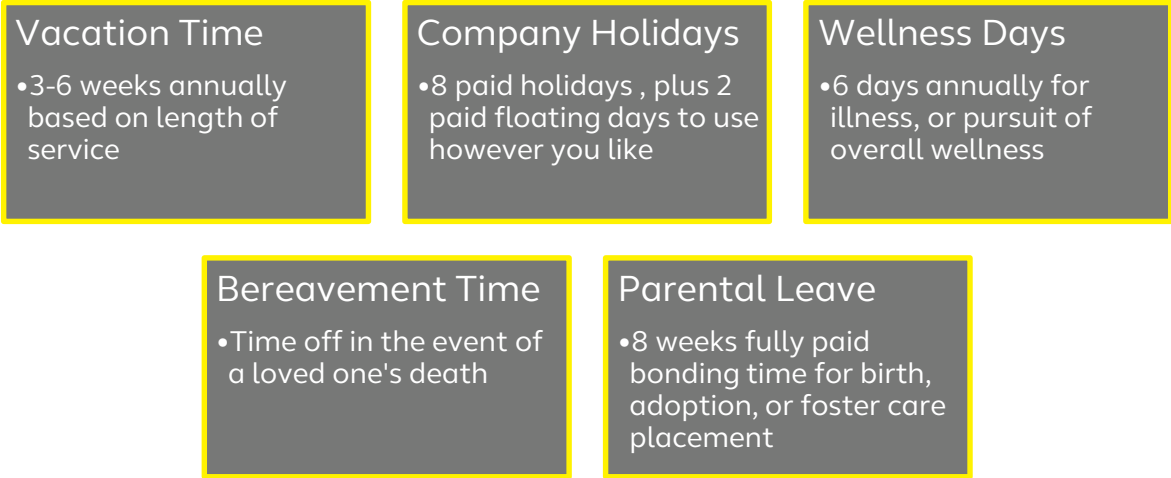 Vacation Time
•3-6 weeks annually
based on length of
service
Company Holidays
•8 paid holidays , plus 2
paid floating days to use
however you like
Wellness Days
•6 days annually for
illness, or pursuit of
overall wellness
Bereavement Time
•Time off in the event of
a loved one's death
Parental Leave
•8 weeks fully paid
bonding time for birth,
adoption, or foster care
placement